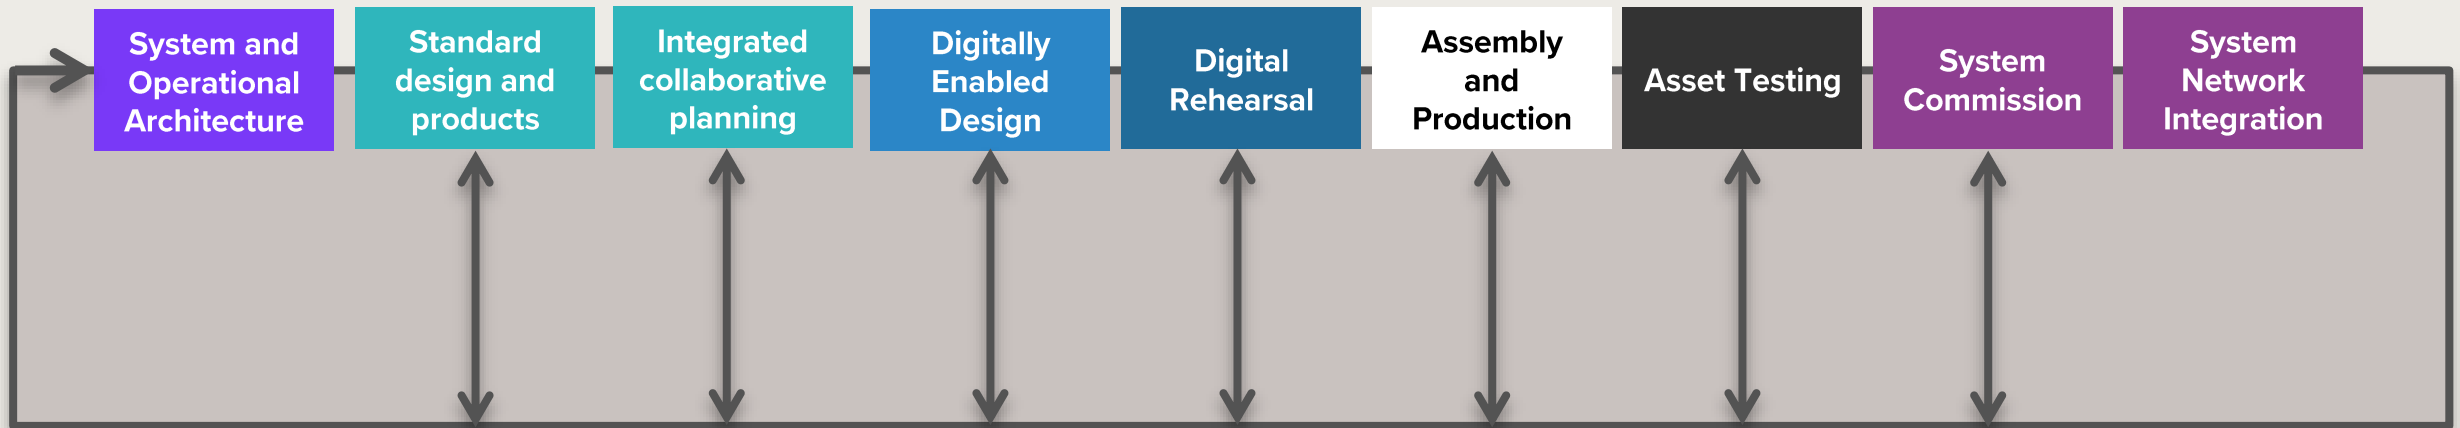 System and
Operational
Architecture
Standard
design and
products
Integrated
collaborative
planning
Digitally
Enabled
Design
Digital
Rehearsal
Assembly
and
Production
Asset Testing
System
Commission
System
Network
Integration